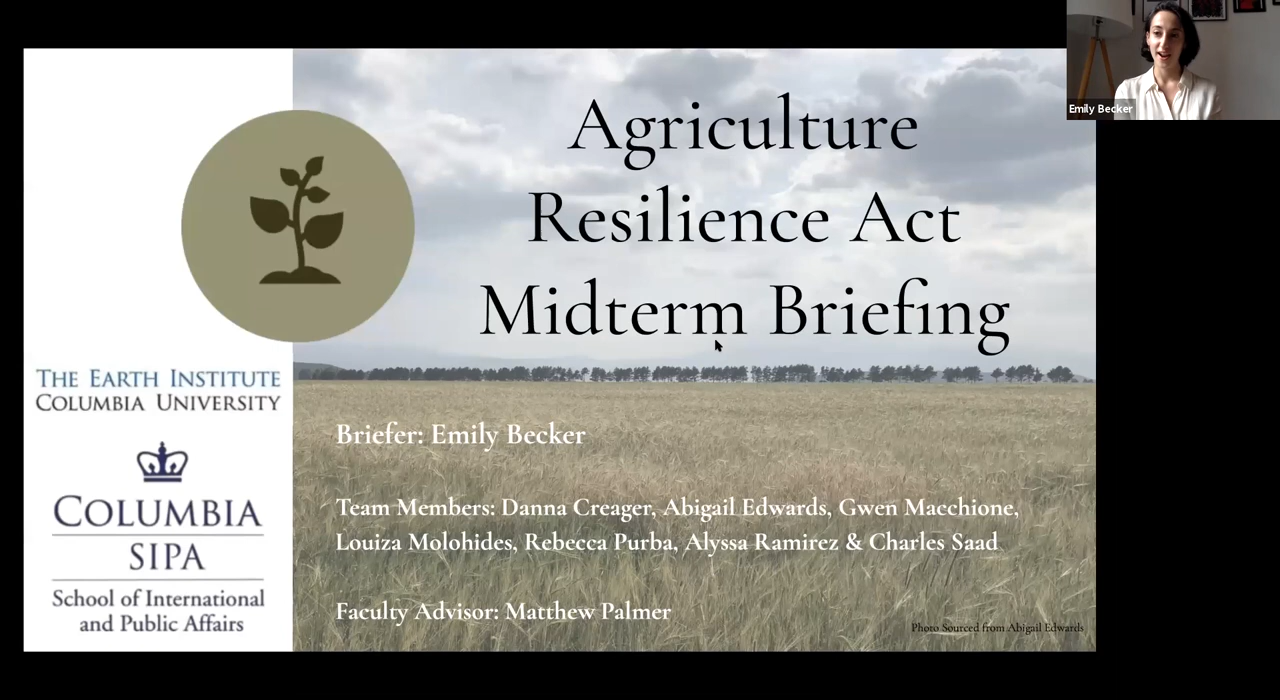 Emily Becker
Agriculture
Resilience Act
Midterm Briefing
THE EARTH INSTITUTE
COLUMBIA UNIVERSITY
COLUMBIA
SIPA
School of International
and Public Affairs
Briefer: Emily Becker
Team Members: Danna Creager, Abigail Edwards, Gwen Macchione,
Louiza Molohides, Rebecca Purba, Alyssa Ramirez & Charles Saad
Faculty Advisor: Matthew Palmer
Photo Sourced from Abigail Edwards